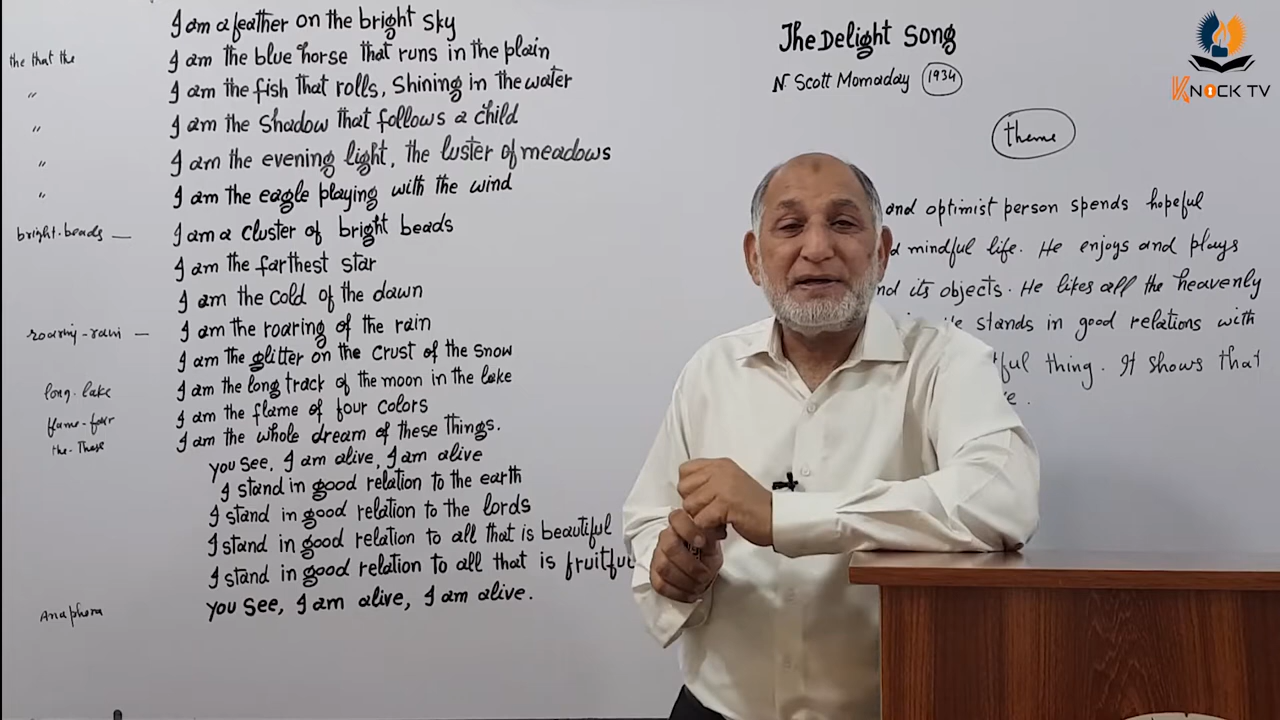 I am a feather on the bright sky
the that the I am the blue horse that runs in the plain
" I am the fish that rolls, shining in the water
" I am the Shadow that follows a child
" I am the evening light, the luster of meadows
" I am the eagle playing with the wind
bright-beads — I am a cluster of bright beads
I am the farthest star
I am the cold of the dawn
roaring-rain — I am the roaring of the rain
I am the glitter on the crust of the snow
long-lake I am the long track of the moon in the lake
flame-four I am the flame of four colors
the-These I am the whole dream of these things.
you see, I am alive, I am alive
I stand in good relation to the earth
I stand in good relation to the lords
I stand in good relation to all that is beautiful
I stand in good relation to all that is fruitful
Anaphora you see, I am alive, I am alive.
The Delight Song
N. Scott Momaday 1934
theme
and optimist person spends hopeful
mindful life. He enjoys and plays
its objects. He likes all the heavenly
stands in good relations with
thing. It shows that
KNOCK TV